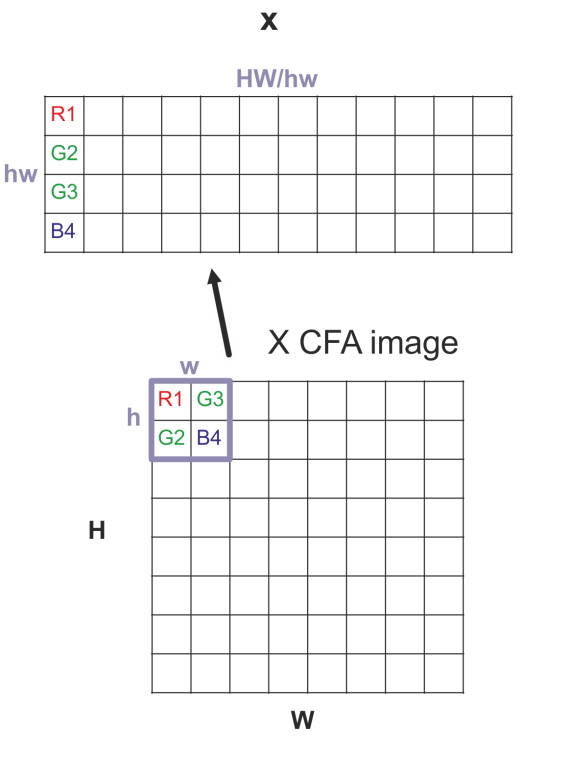 x
HW/hw
R1
G2
hw
G3
B4
X CFA image
w
R1 G3
h
G2 B4
H
W